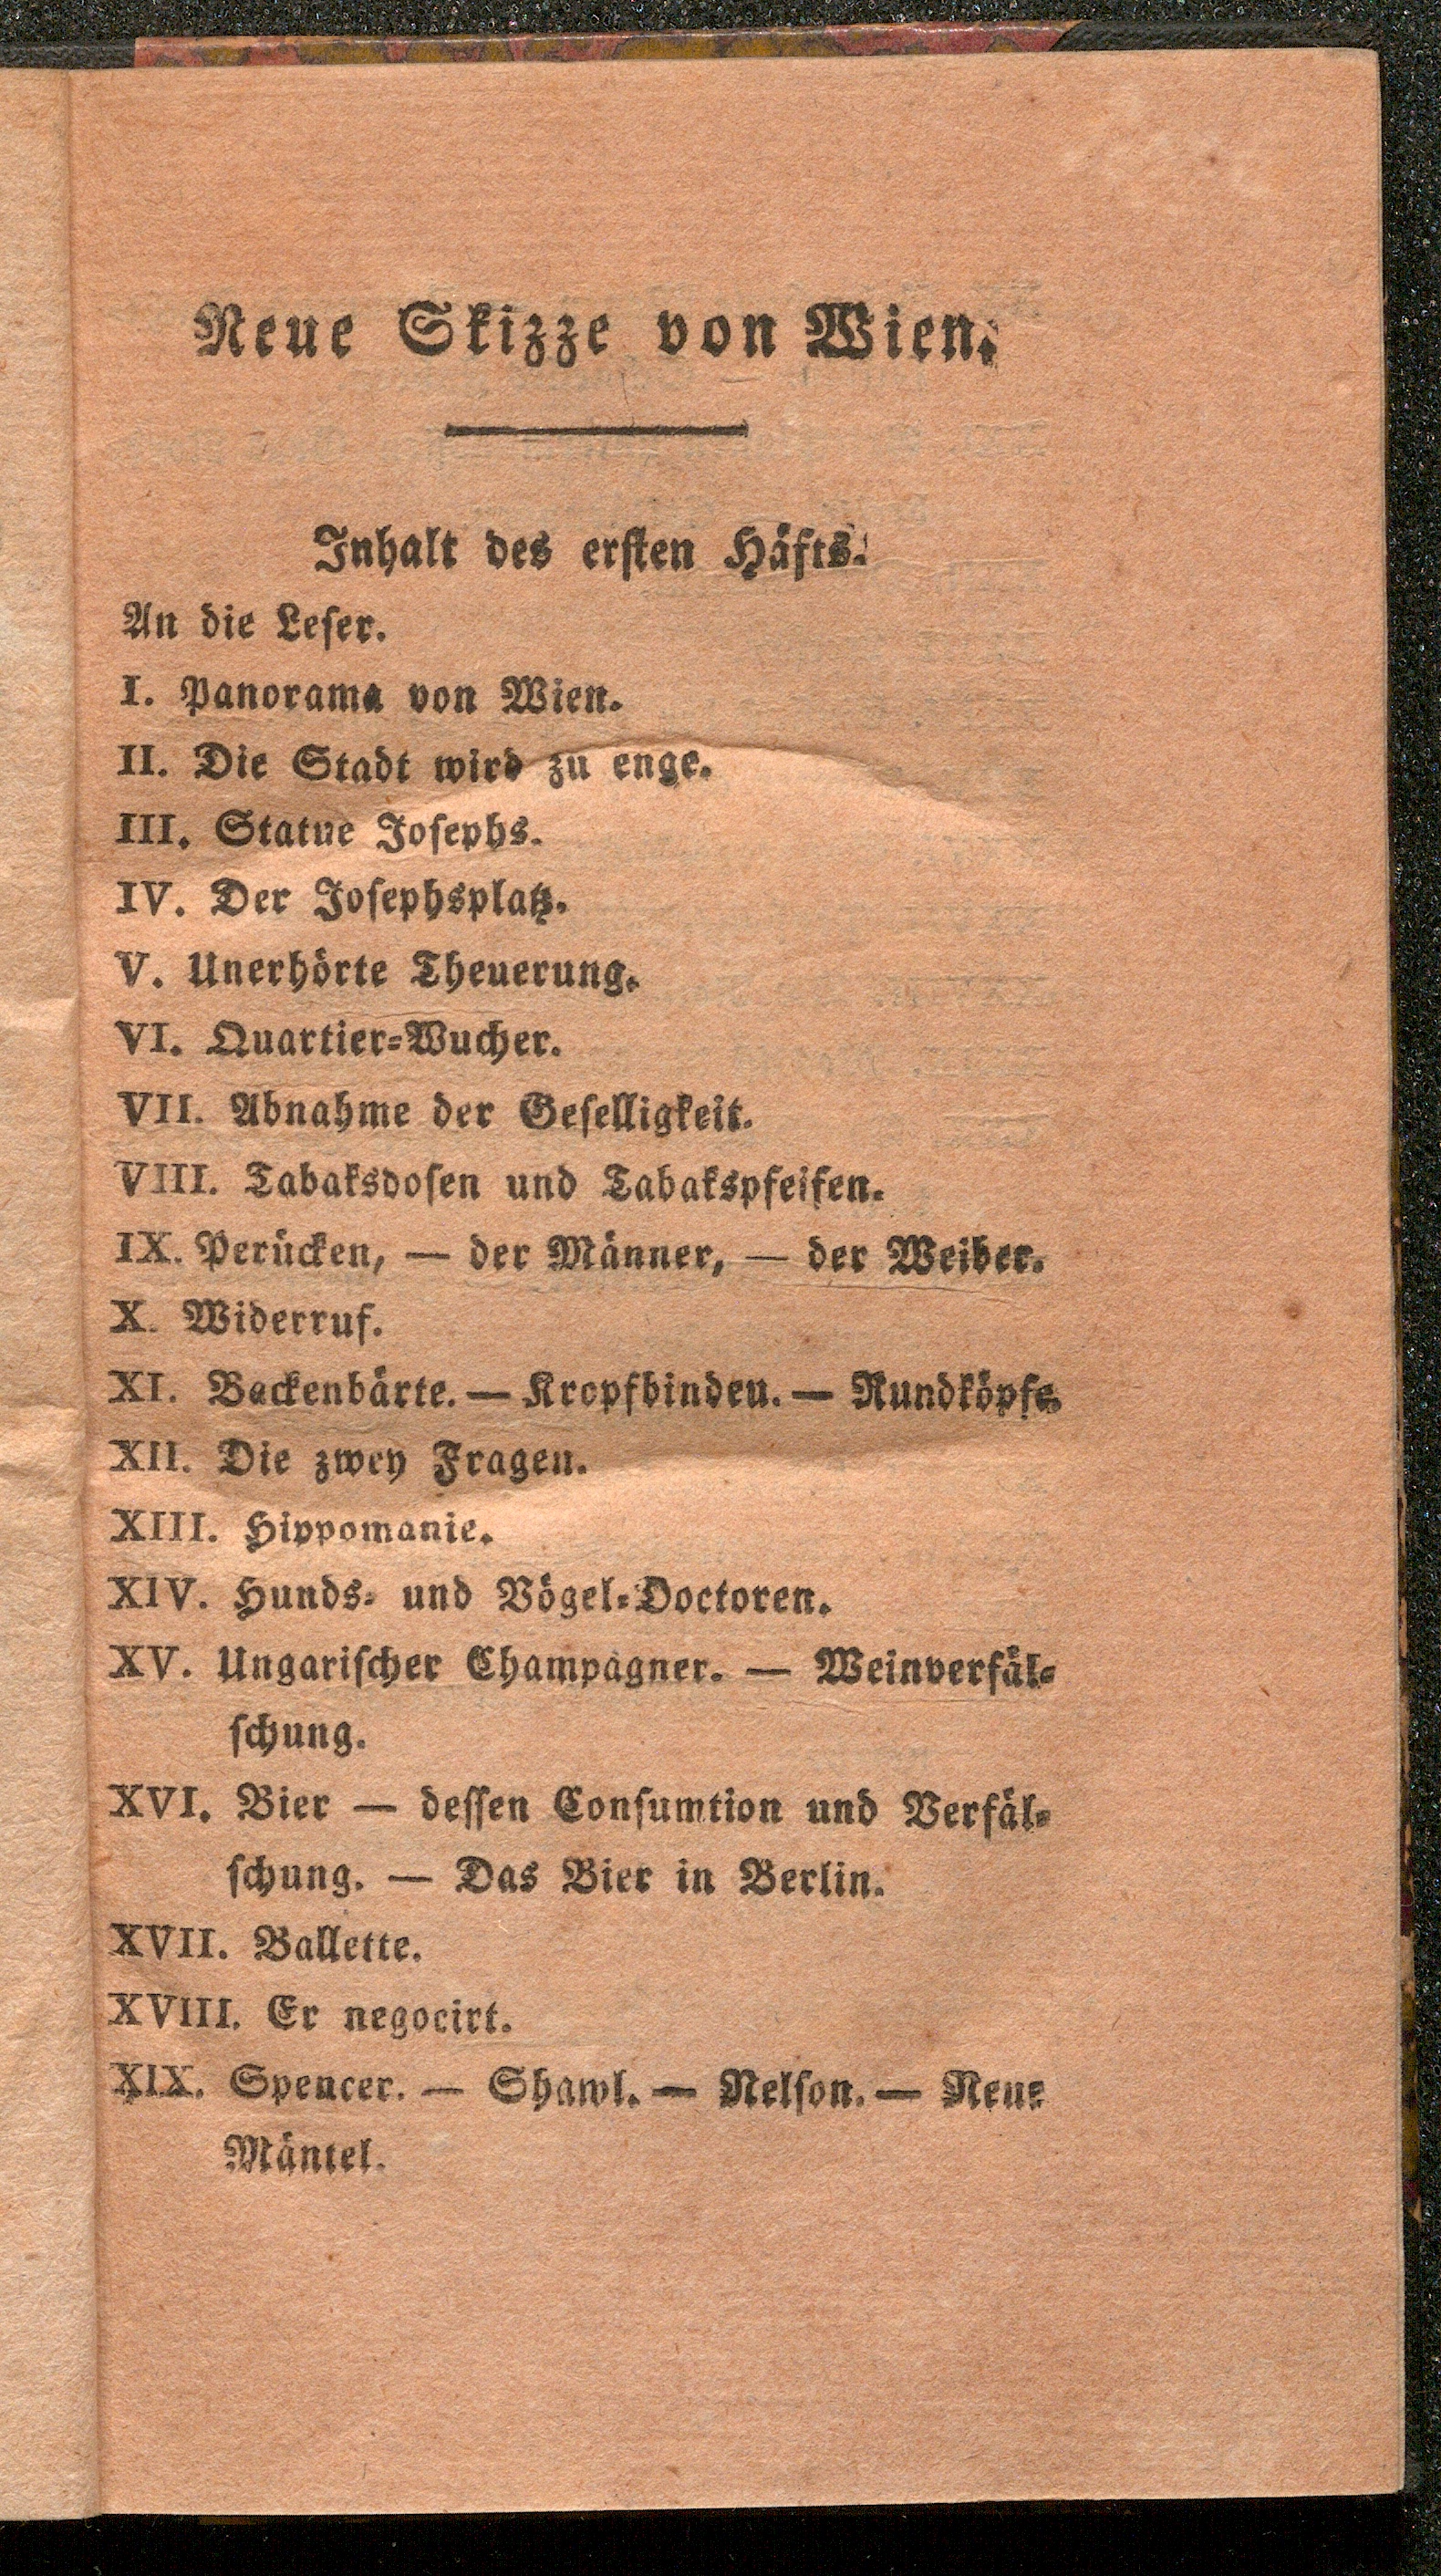 Neue Skizze von Wien.
Inhalt des ersten Häfts.
An die Leser.
I. Panorama von Wien.
II. Die Stadt wird zu enge.
III. Statue Josephs.
IV. Der Josephsplatz.
V. Unerhörte Theuerung.
VI. Quartier-Wucher.
VII. Abnahme der Geselligkeit.
VIII. Tabaksdosen und Tabakspfeifen.
IX. Perücken, — der Männer, — der Weiber.
X. Widerruf.
XI. Backenbärte. — Kropfbinden. — Rundköpfe.
XII. Die zwey Fragen.
XIII. Hippomanie.
XIV. Hunds- und Vögel-Doctoren.
XV. Ungarischer Champagner. — Weinverfäl-
schung.
XVI. Bier — dessen Consumtion und Verfäl-
schung. — Das Bier in Berlin.
XVII. Ballette.
XVIII. Er negocirt.
XIX. Spencer. — Shawl. — Nelson. — Neu-
Mäntel.